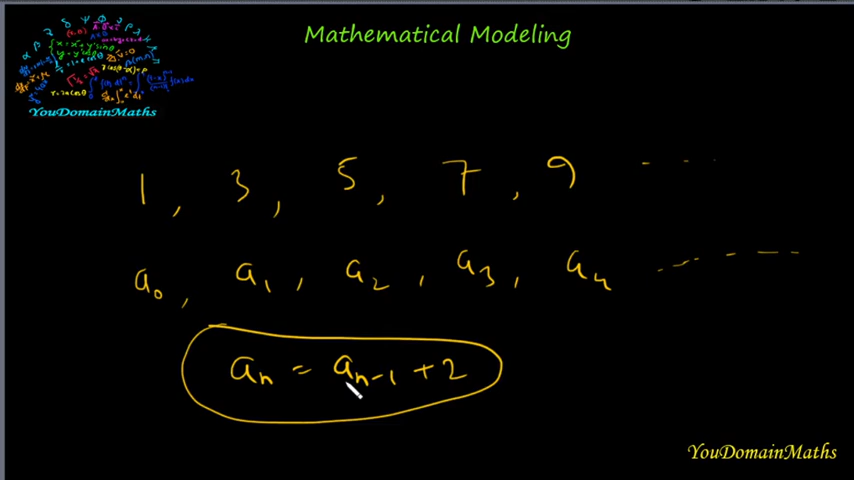 Mathematical Modeling
YouDomainMaths
1, 3, 5, 7, 9 - - -
a₀, a₁, a₂, a₃, a₄ - - - -
aₙ = aₙ₋₁ + 2
YouDomainMaths